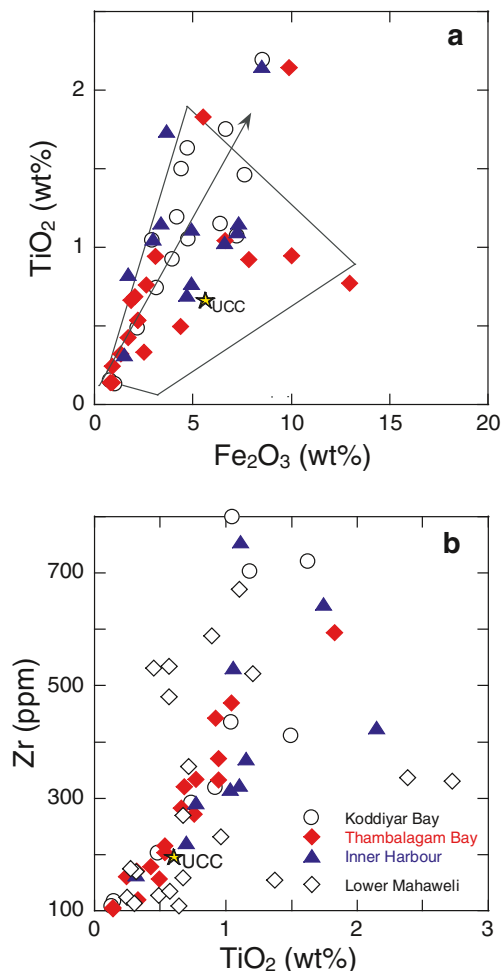 a
2
1
0
TiO₂ (wt%)
UCC
0 5 10 15 20
Fe₂O₃ (wt%)
b
700
500
300
100
Zr (ppm)
UCC
Koddiyar Bay
Thambalagam Bay
Inner Harbour
Lower Mahaweli
0 1 2 3
TiO₂ (wt%)